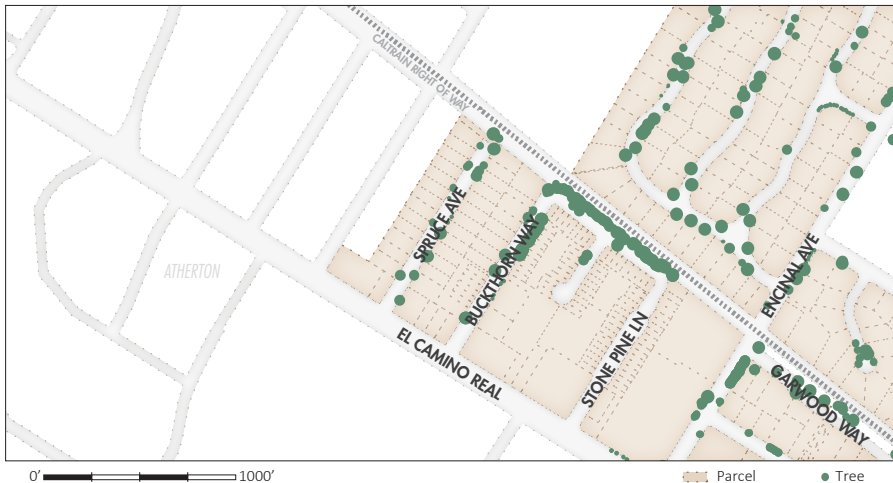 CALTRAIN RIGHT OF WAY
SPRUCE AVE
BUCKTHORN WAY
ATHERTON
ENCINAL AVE
EL CAMINO REAL
STONE PINE LN
GARWOOD WAY
0' 1000' Parcel Tree